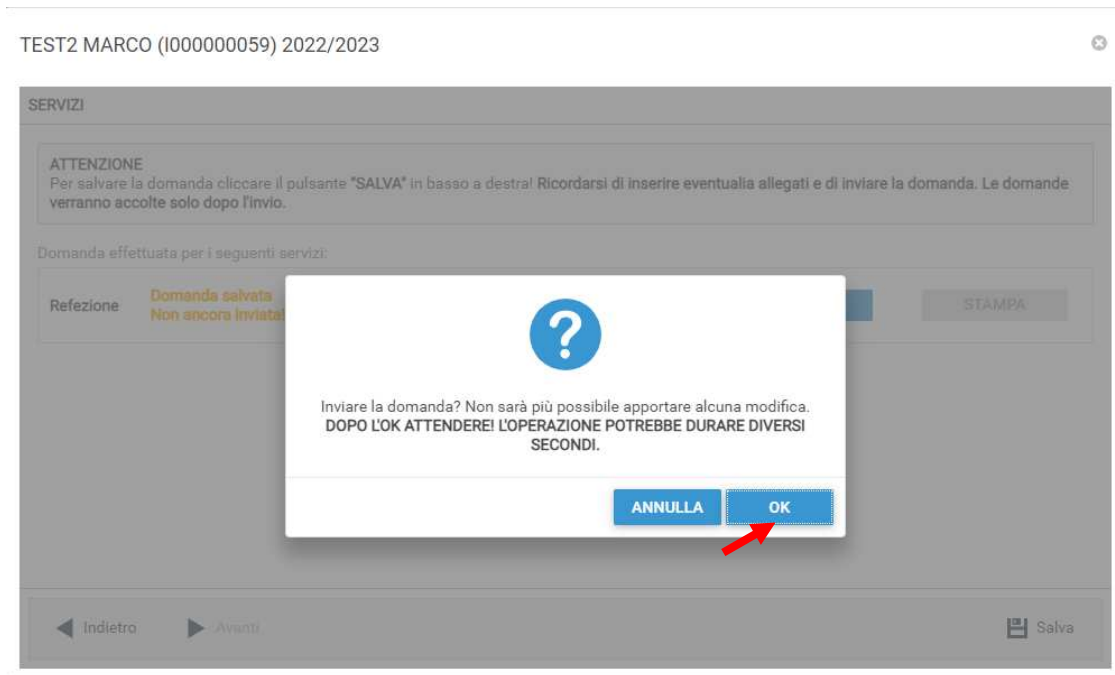 TEST2 MARCO (I000000059) 2022/2023
SERVIZI
ATTENZIONE
Per salvare la domanda cliccare il pulsante "SALVA" in basso a destra! Ricordarsi di inserire eventualia allegati e di inviare la domanda. Le domande
verranno accolte solo dopo l'invio.
Domanda effettuata per i seguenti servizi:
Refezione
Domanda salvata
Non ancora inviata!
STAMPA
?
Inviare la domanda? Non sarà più possibile apportare alcuna modifica.
DOPO L'OK ATTENDERE! L'OPERAZIONE POTREBBE DURARE DIVERSI
SECONDI.
ANNULLA OK
Indietro Avanti Salva